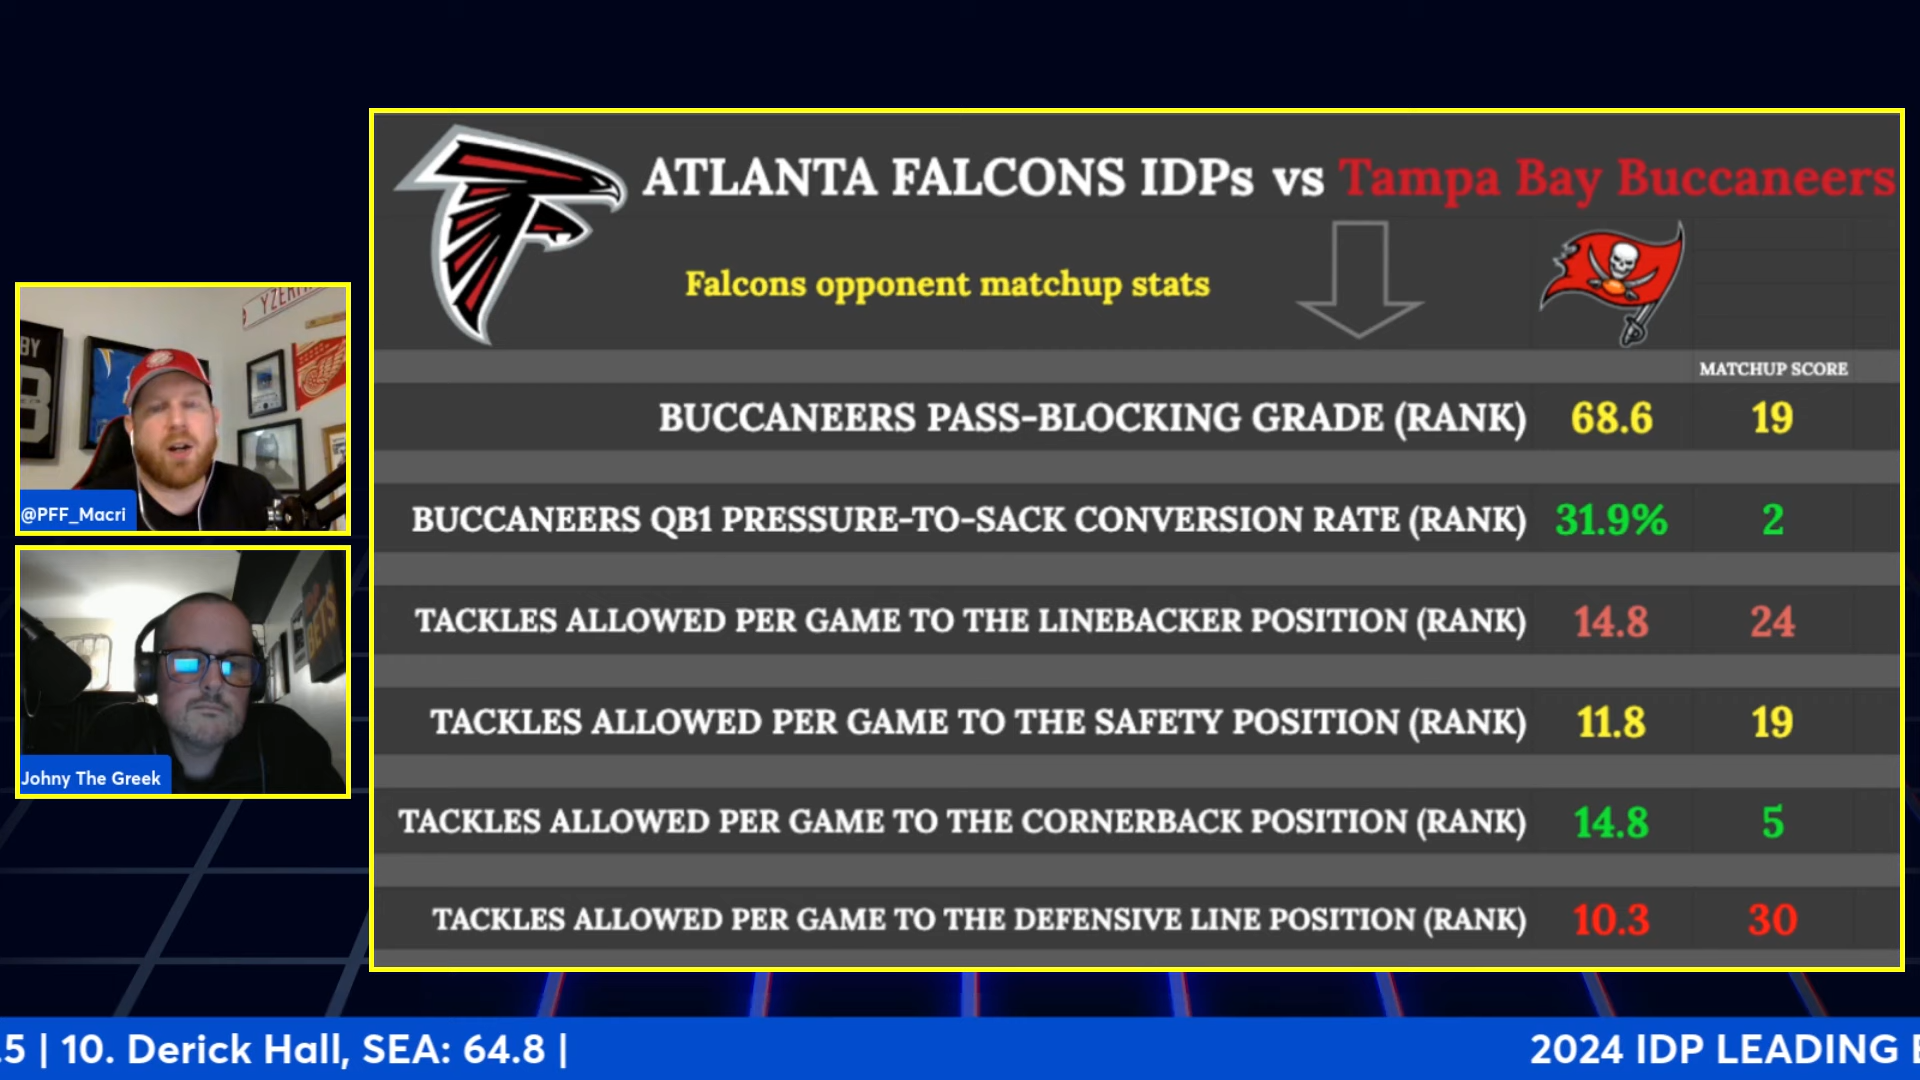 ATLANTA FALCONS IDPs vs Tampa Bay Buccaneers
Falcons opponent matchup stats
MATCHUP SCORE
BUCCANEERS PASS-BLOCKING GRADE (RANK) 68.6 19
BUCCANEERS QB1 PRESSURE-TO-SACK CONVERSION RATE (RANK) 31.9% 2
TACKLES ALLOWED PER GAME TO THE LINEBACKER POSITION (RANK) 14.8 24
TACKLES ALLOWED PER GAME TO THE SAFETY POSITION (RANK) 11.8 19
TACKLES ALLOWED PER GAME TO THE CORNERBACK POSITION (RANK) 14.8 5
TACKLES ALLOWED PER GAME TO THE DEFENSIVE LINE POSITION (RANK) 10.3 30
BY
8
@PFF_Macri
BETS
Johny The Greek
.5 | 10. Derick Hall, SEA: 64.8 |
2024 IDP LEADING